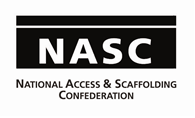 NASC
NATIONAL ACCESS & SCAFFOLDING
CONFEDERATION